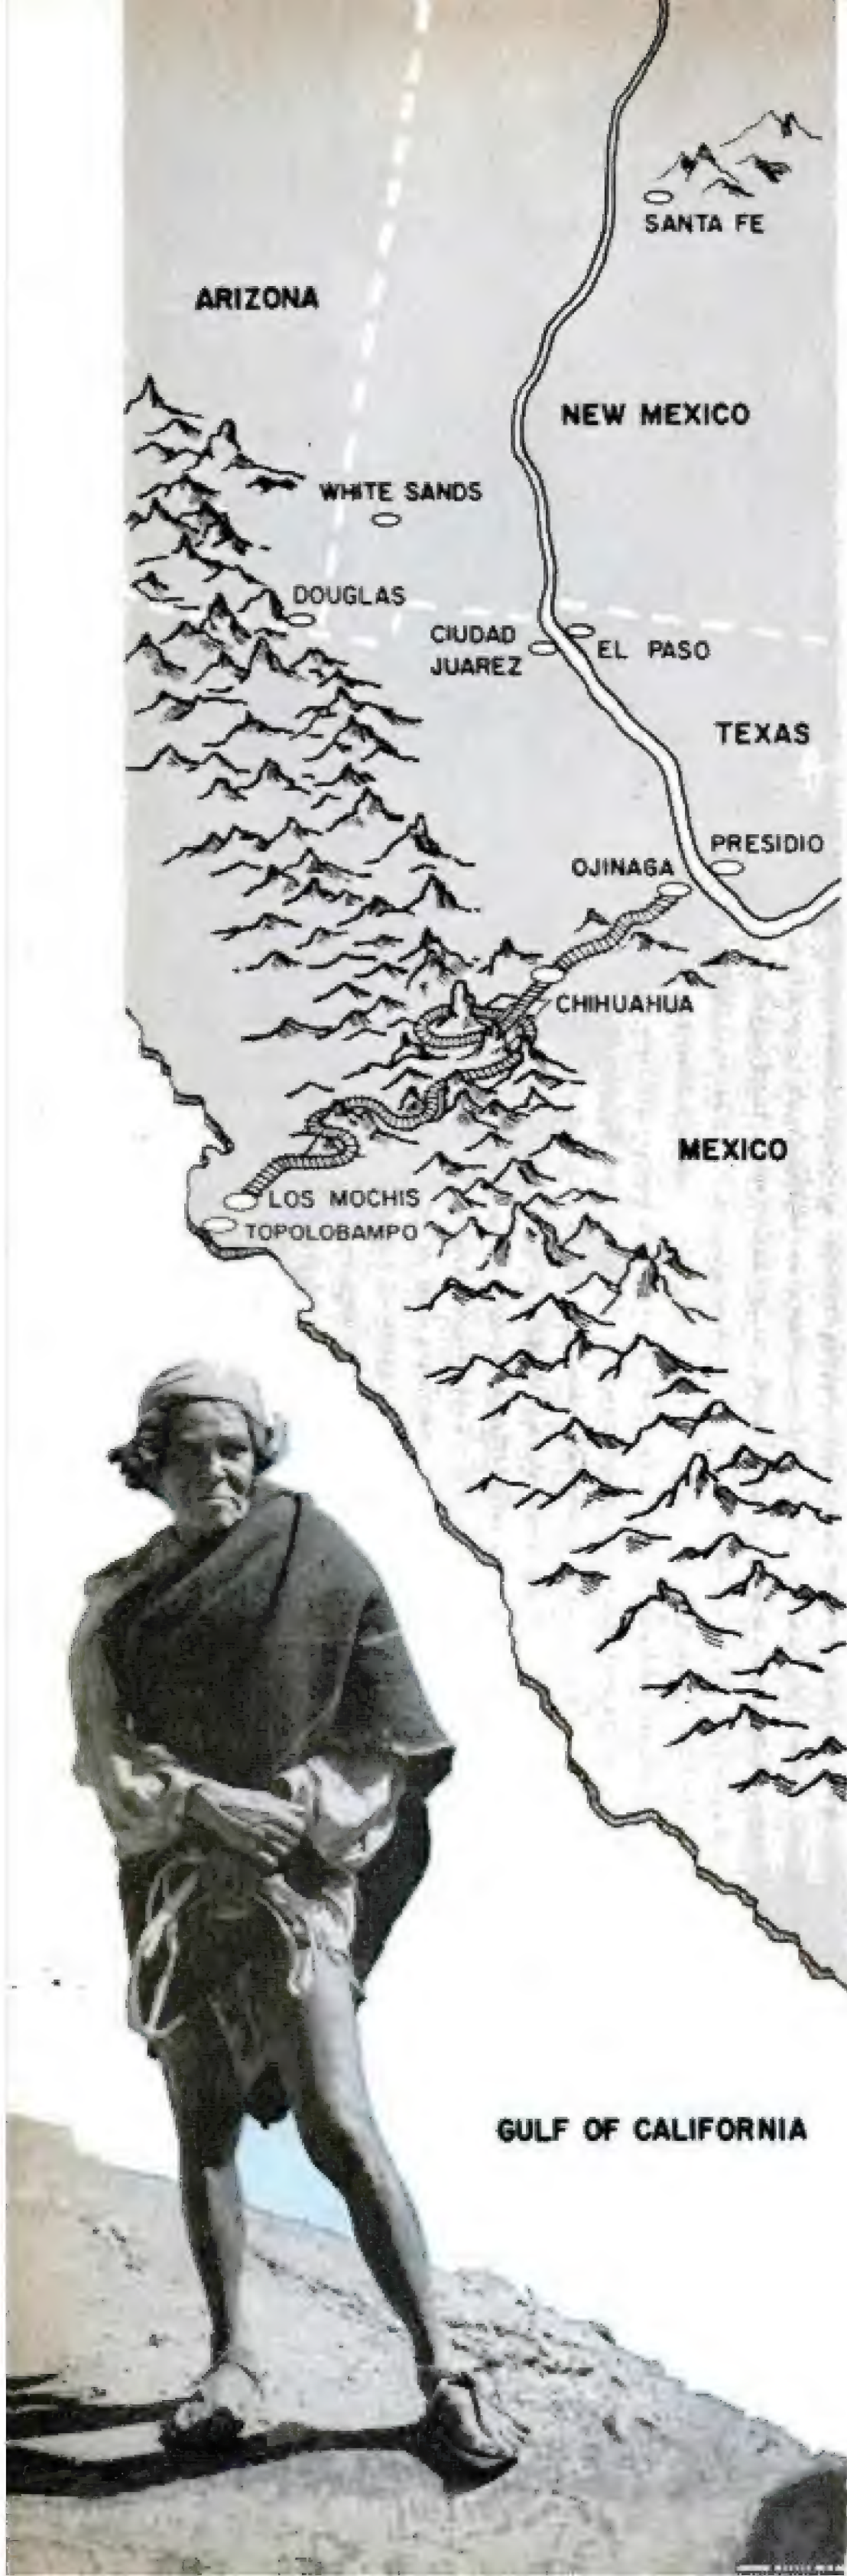 SANTA FE
ARIZONA
NEW MEXICO
WHITE SANDS
DOUGLAS
CIUDAD
JUAREZ
EL PASO
TEXAS
PRESIDIO
OJINAGA
CHIHUAHUA
MEXICO
LOS MOCHIS
TOPOLOBAMPO
GULF OF CALIFORNIA